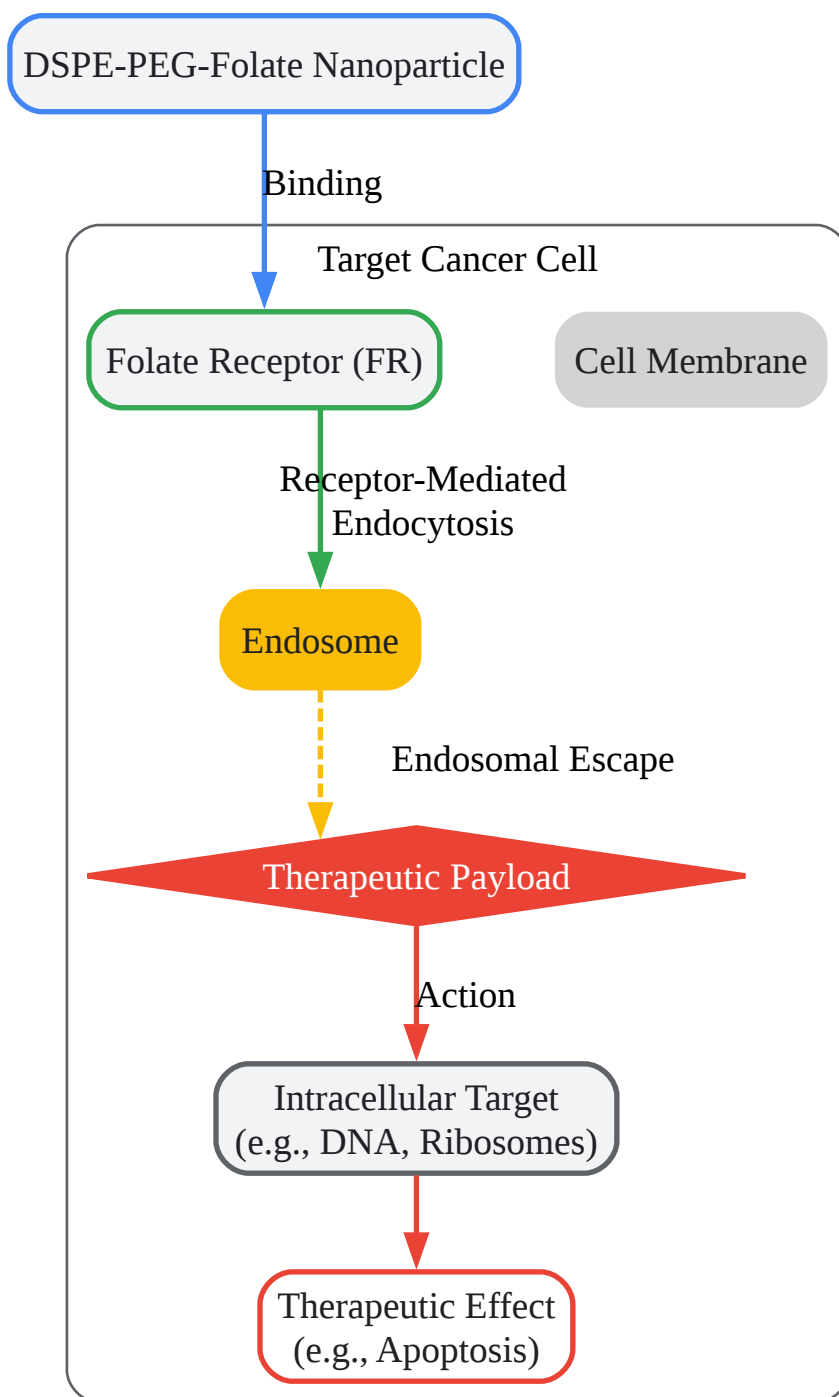 DSPE-PEG-Folate Nanoparticle
Binding
Target Cancer Cell
Folate Receptor (FR)
Cell Membrane
Receptor-Mediated
Endocytosis
Endosome
Endosomal Escape
Therapeutic Payload
Action
Intracellular Target
(e.g., DNA, Ribosomes)
Therapeutic Effect
(e.g., Apoptosis)